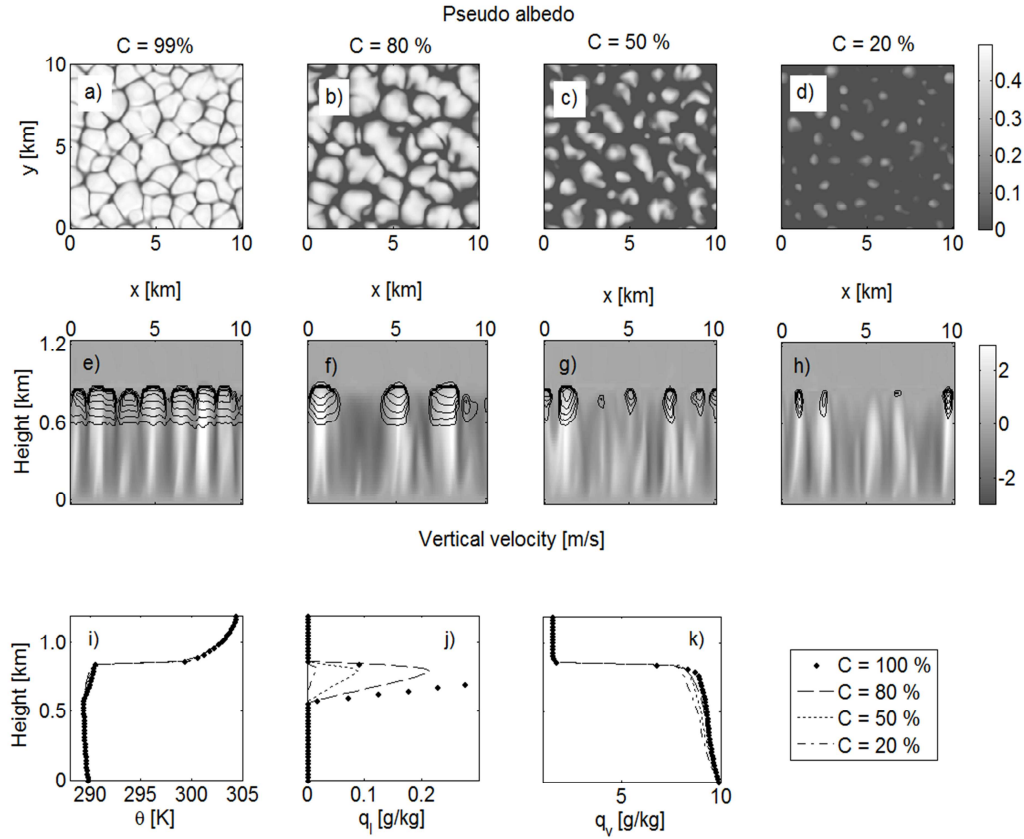 Pseudo albedo
C = 99%
C = 80 %
C = 50 %
C = 20 %
10
5
0
y [km]
a)
b)
c)
d)
0.4
0.3
0.2
0.1
0
0 5 10
0 5 10
0 5 10
0 5 10
x [km]
x [km]
x [km]
x [km]
0 5 10
0 5 10
0 5 10
0 5 10
1.2
0.6
0
Height [km]
e)
f)
g)
h)
2
0
-2
Vertical velocity [m/s]
1.0
0.5
0
Height [km]
i)
j)
k)
290 295 300 305
θ [K]
0 0.1 0.2
ql [g/kg]
5 10
qv [g/kg]
C = 100 %
C = 80 %
C = 50 %
C = 20 %